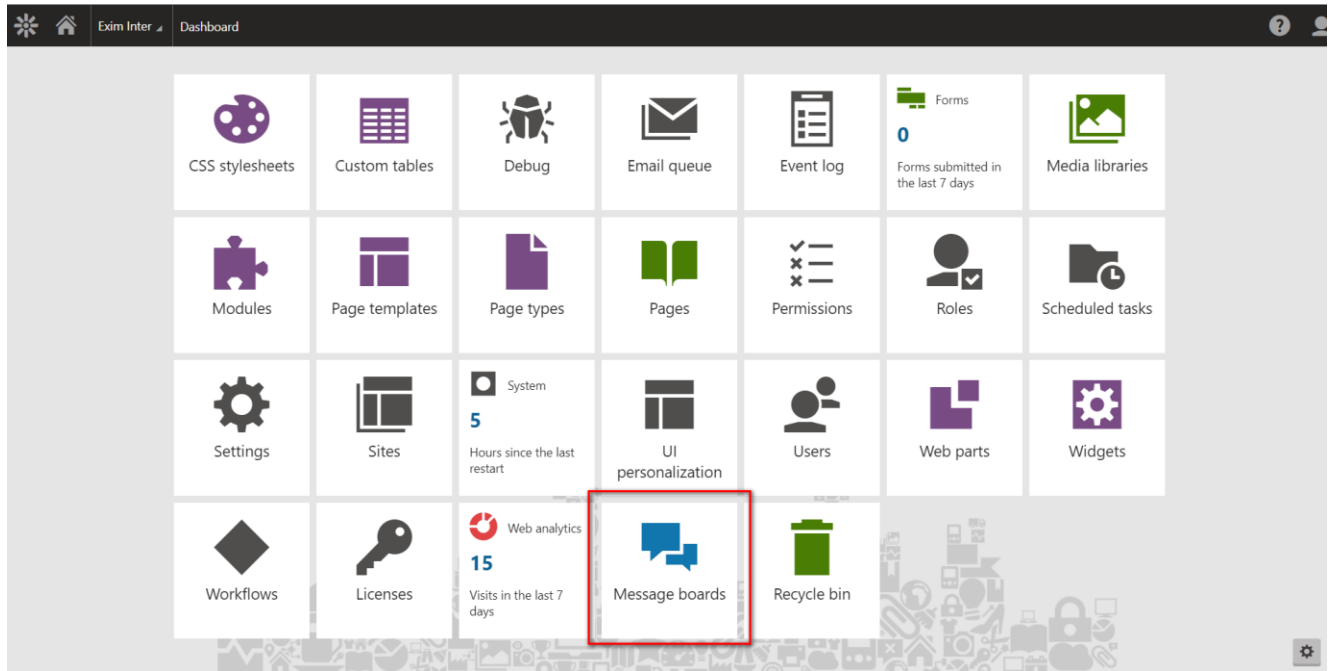 Exim Inter
Dashboard
CSS stylesheets
Custom tables
Debug
Email queue
Event log
Forms
0
Forms submitted in
the last 7 days
Media libraries
Modules
Page templates
Page types
Pages
Permissions
Roles
Scheduled tasks
Settings
Sites
System
5
Hours since the last
restart
UI
personalization
Users
Web parts
Widgets
Workflows
Licenses
Web analytics
15
Visits in the last 7
days
Message boards
Recycle bin